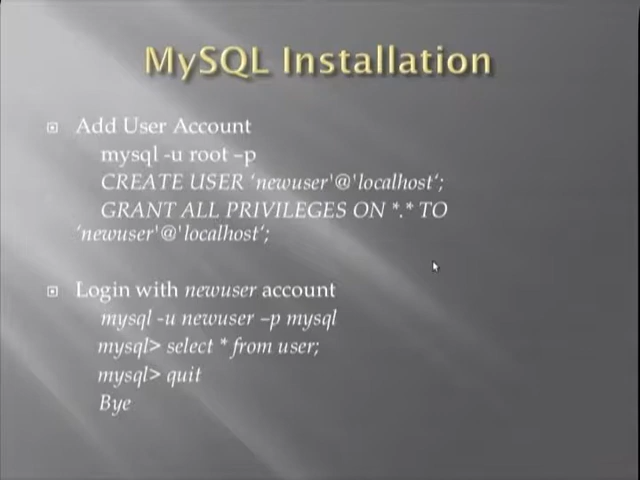 MySQL Installation
Add User Account
mysql -u root –p
CREATE USER ‘newuser'@'localhost‘;
GRANT ALL PRIVILEGES ON *.* TO
‘newuser'@'localhost‘;
Login with newuser account
mysql -u newuser –p mysql
mysql> select * from user;
mysql> quit
Bye